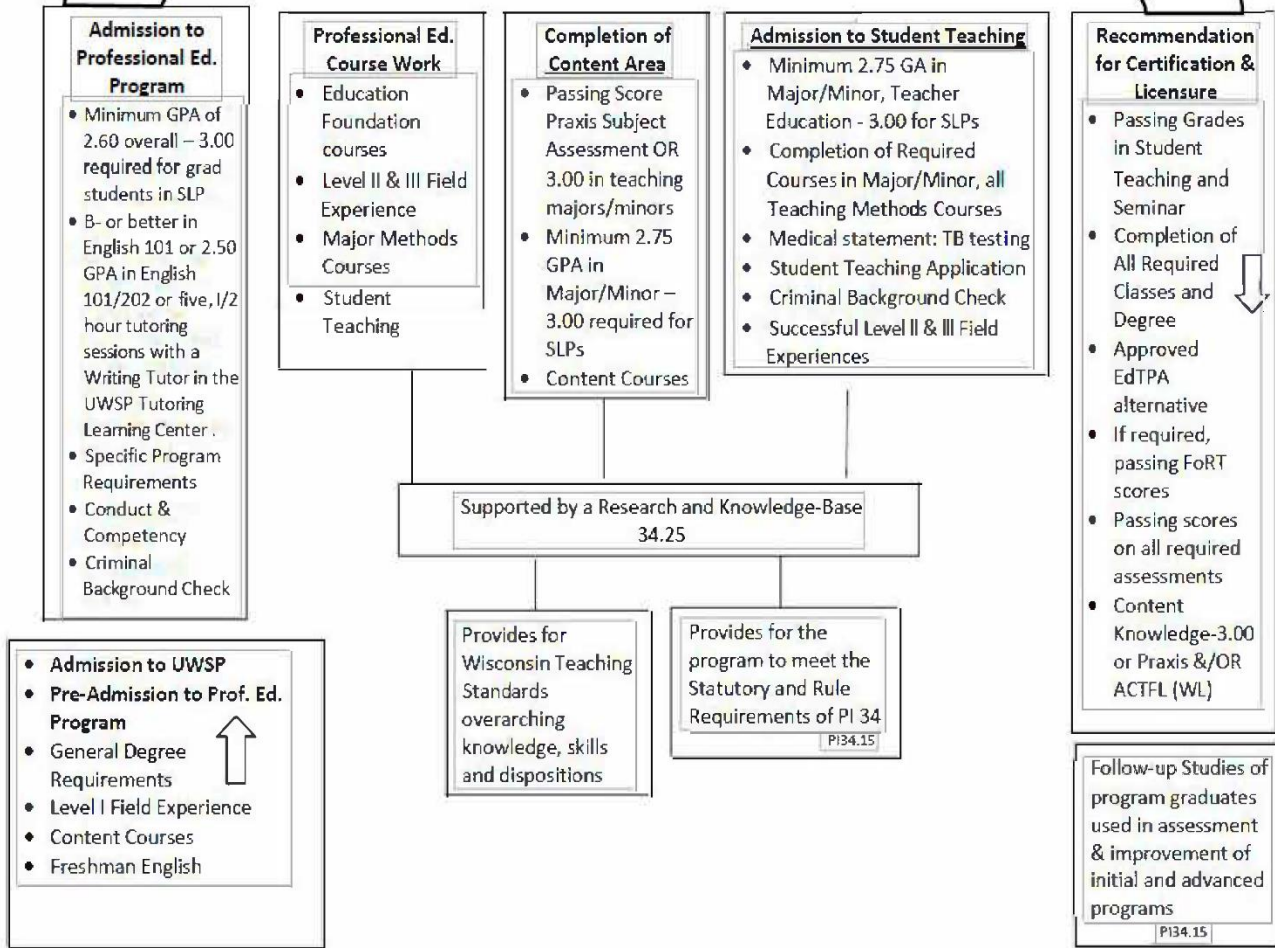 Admission to
Professional Ed.
Program
• Minimum GPA of
2.60 overall – 3.00
required for grad
students in SLP
• B- or better in
English 101 or 2.50
GPA in English
101/202 or five, l/2
hour tutoring
sessions with a
Writing Tutor in the
UWSP Tutoring
Learning Center .
• Specific Program
Requirements
• Conduct &
Competency
• Criminal
Background Check
• Admission to UWSP
• Pre-Admission to Prof. Ed.
Program
• General Degree
Requirements
• Level I Field Experience
• Content Courses
• Freshman English
Professional Ed.
Course Work
• Education
Foundation
courses
• Level II & III Field
Experience
• Major Methods
Courses
• Student
Teaching
Completion of
Content Area
• Passing Score
Praxis Subject
Assessment OR
3.00 in teaching
majors/minors
• Minimum 2.75
GPA in
Major/Minor –
3.00 required for
SLPs
• Content Courses
Admission to Student Teaching
• Minimum 2.75 GA in
Major/Minor, Teacher
Education - 3.00 for SLPs
• Completion of Required
Courses in Major/Minor, all
Teaching Methods Courses
• Medical statement: TB testing
• Student Teaching Application
• Criminal Background Check
• Successful Level II & III Field
Experiences
Supported by a Research and Knowledge-Base
34.25
Provides for
Wisconsin Teaching
Standards
overarching
knowledge, skills
and dispositions
Provides for the
program to meet the
Statutory and Rule
Requirements of PI 34
PI34.15
Recommendation
for Certification &
Licensure
• Passing Grades
in Student
Teaching and
Seminar
• Completion of
All Required
Classes and
Degree
• Approved
EdTPA
alternative
• If required,
passing FoRT
scores
• Passing scores
on all required
assessments
• Content
Knowledge-3.00
or Praxis &/OR
ACTFL (WL)
Follow-up Studies of
program graduates
used in assessment
& improvement of
initial and advanced
programs
PI34.15